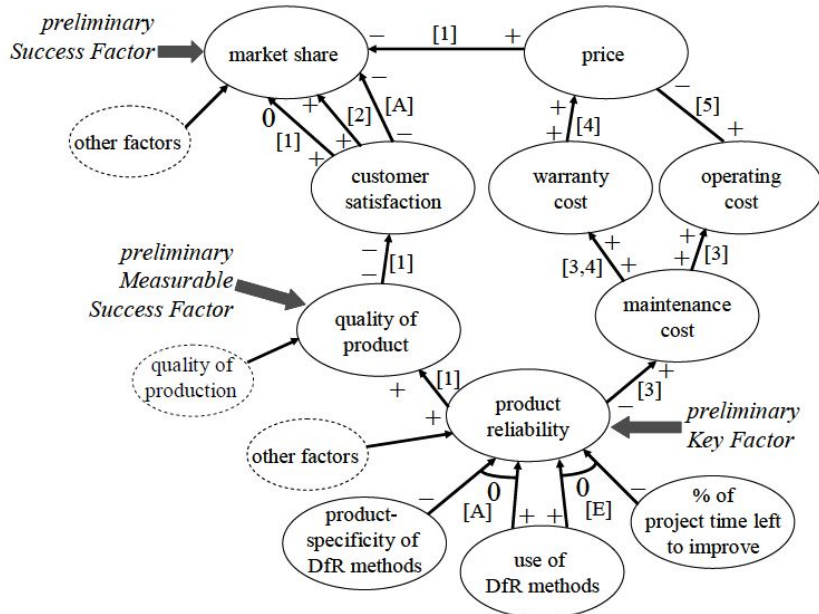 preliminary
Success Factor
market share
−
[1]
+
price
−
+
0
+
[1]
[2]
[A]
+
+
−
other factors
+
+
[4]
−
[5]
+
customer
satisfaction
warranty
cost
operating
cost
preliminary
Measurable
Success Factor
−
−
[1]
+
+
[3,4]
+
+
[3]
quality of
product
maintenance
cost
quality of
production
+
+
[1]
product
reliability
+
[3]
−
preliminary
Key Factor
other factors
−
0
[A]
+
+
0
[E]
−
product-
specificity of
DfR methods
use of
DfR methods
% of
project time left
to improve